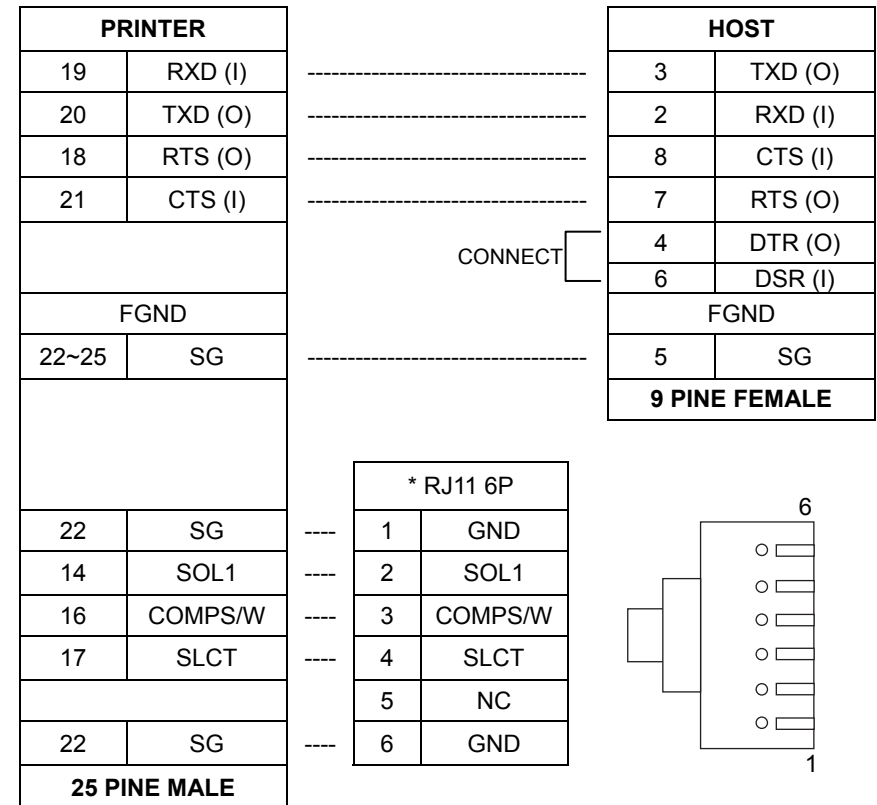 PRINTER HOST
19 RXD (I) ----------------------------------- 3 TXD (O)
20 TXD (O) ----------------------------------- 2 RXD (I)
18 RTS (O) ----------------------------------- 8 CTS (I)
21 CTS (I) ----------------------------------- 7 RTS (O)
CONNECT 4 DTR (O)
6 DSR (I)
FGND FGND
22~25 SG ----------------------------------- 5 SG
9 PINE FEMALE
* RJ11 6P
6
22 SG ---- 1 GND
14 SOL1 ---- 2 SOL1
16 COMPS/W ---- 3 COMPS/W
17 SLCT ---- 4 SLCT
5 NC
22 SG ---- 6 GND
1
25 PINE MALE